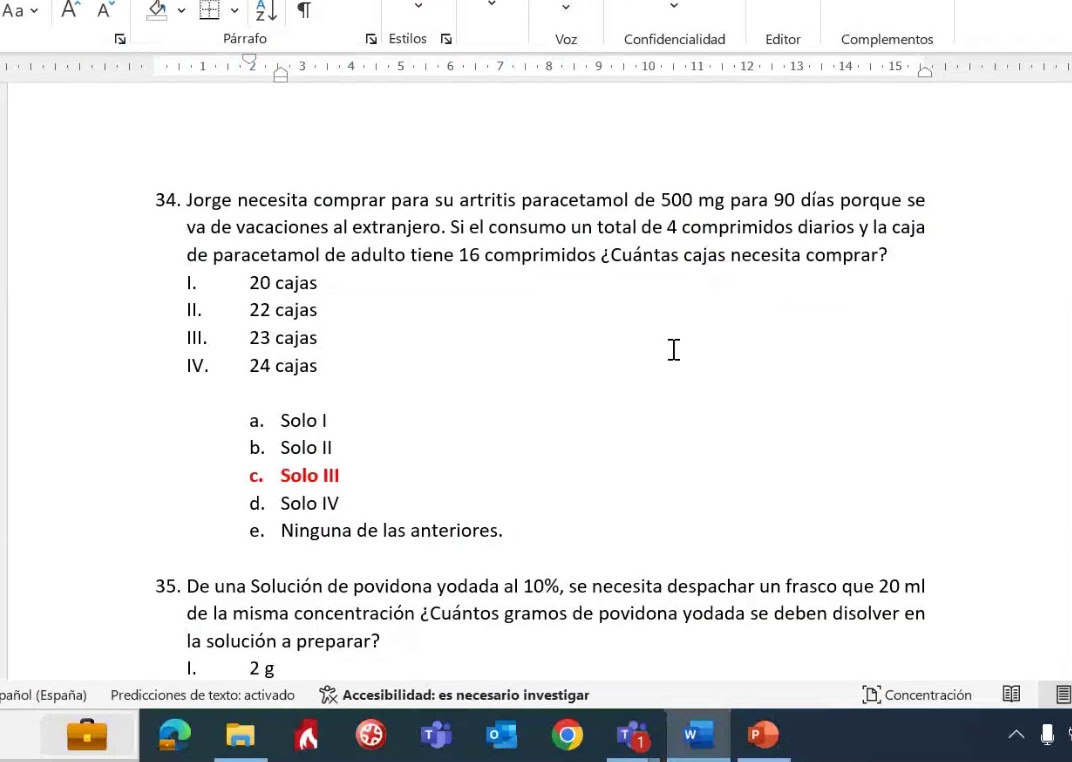 Aa A A A Z ¶
Párrafo Estilos Voz Confidencialidad Editor Complementos
1 2 3 4 5 6 7 8 9 10 11 12 13 14 15
34. Jorge necesita comprar para su artritis paracetamol de 500 mg para 90 días porque se
va de vacaciones al extranjero. Si el consumo un total de 4 comprimidos diarios y la caja
de paracetamol de adulto tiene 16 comprimidos ¿Cuántas cajas necesita comprar?
I. 20 cajas
II. 22 cajas
III. 23 cajas
IV. 24 cajas
a. Solo I
b. Solo II
c. Solo III
d. Solo IV
e. Ninguna de las anteriores.
35. De una Solución de povidona yodada al 10%, se necesita despachar un frasco que 20 ml
de la misma concentración ¿Cuántos gramos de povidona yodada se deben disolver en
la solución a preparar?
I. 2 g
pañol (España) Predicciones de texto: activado Accesibilidad: es necesario investigar Concentración
T O T 1 W P